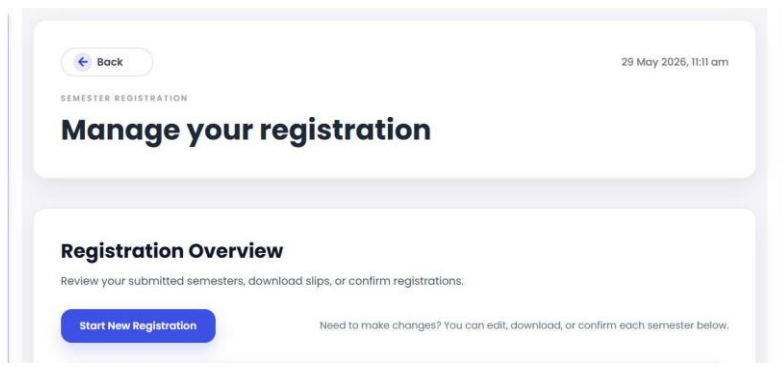 Back
29 May 2026, 11:11 am
SEMESTER REGISTRATION
Manage your registration
Registration Overview
Review your submitted semesters, download slips, or confirm registrations.
Start New Registration
Need to make changes? You can edit, download, or confirm each semester below.